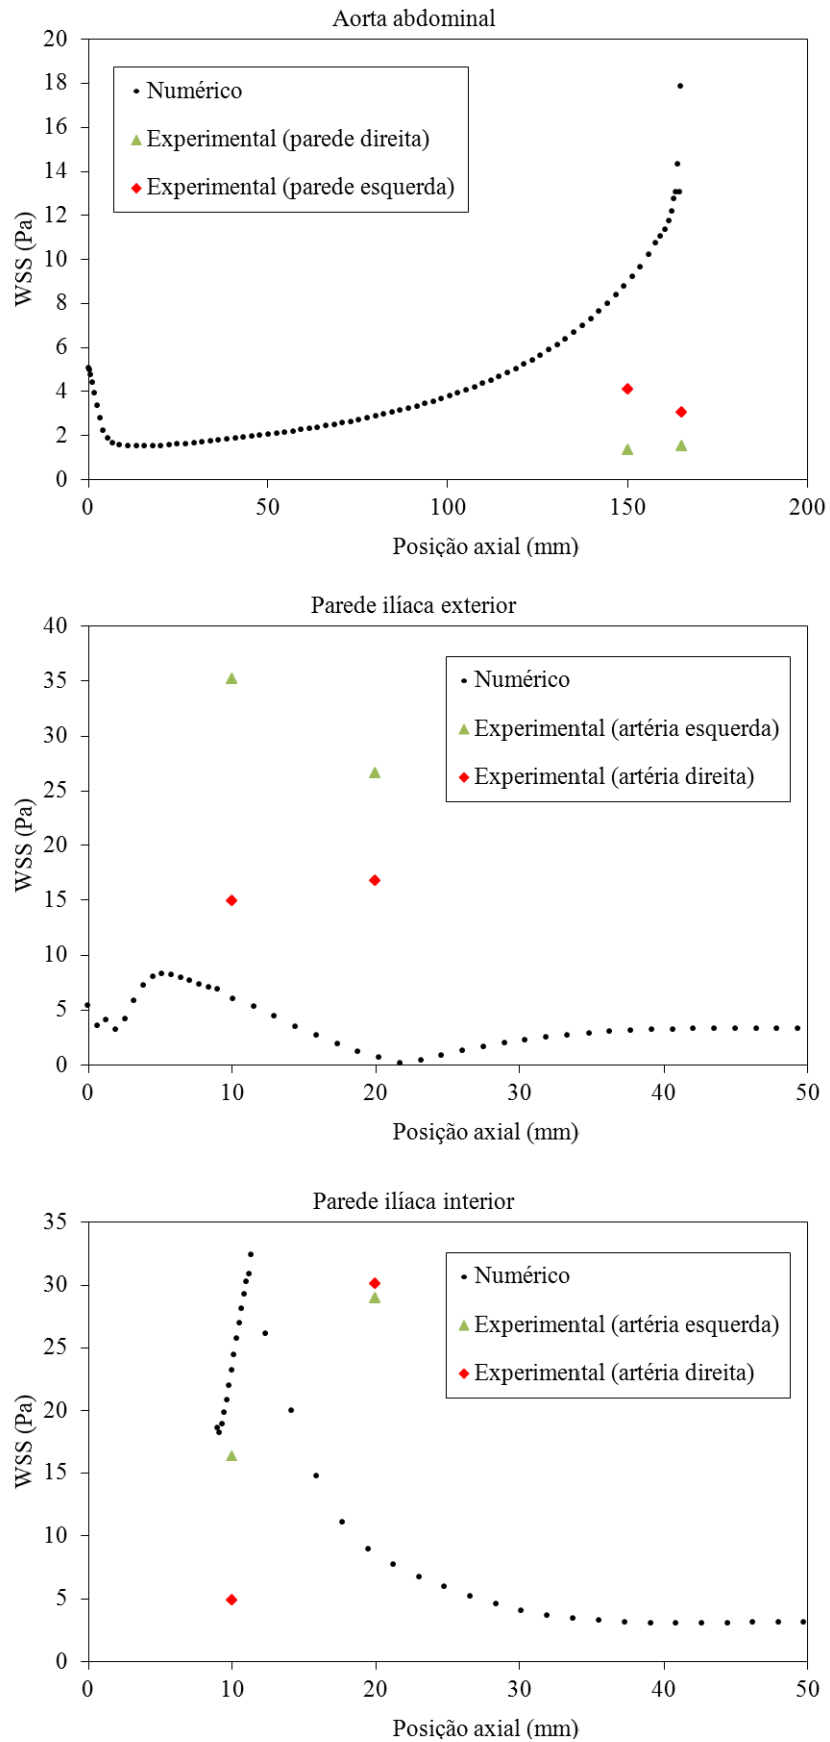 Aorta abdominal
20
18
16
14
12
10
8
6
4
2
0
WSS (Pa)
Numérico
Experimental (parede direita)
Experimental (parede esquerda)
0 50 100 150 200
Posição axial (mm)
Parede ilíaca exterior
40
35
30
25
20
15
10
5
0
WSS (Pa)
Numérico
Experimental (artéria esquerda)
Experimental (artéria direita)
0 10 20 30 40 50
Posição axial (mm)
Parede ilíaca interior
35
30
25
20
15
10
5
0
WSS (Pa)
Numérico
Experimental (artéria esquerda)
Experimental (artéria direita)
0 10 20 30 40 50
Posição axial (mm)